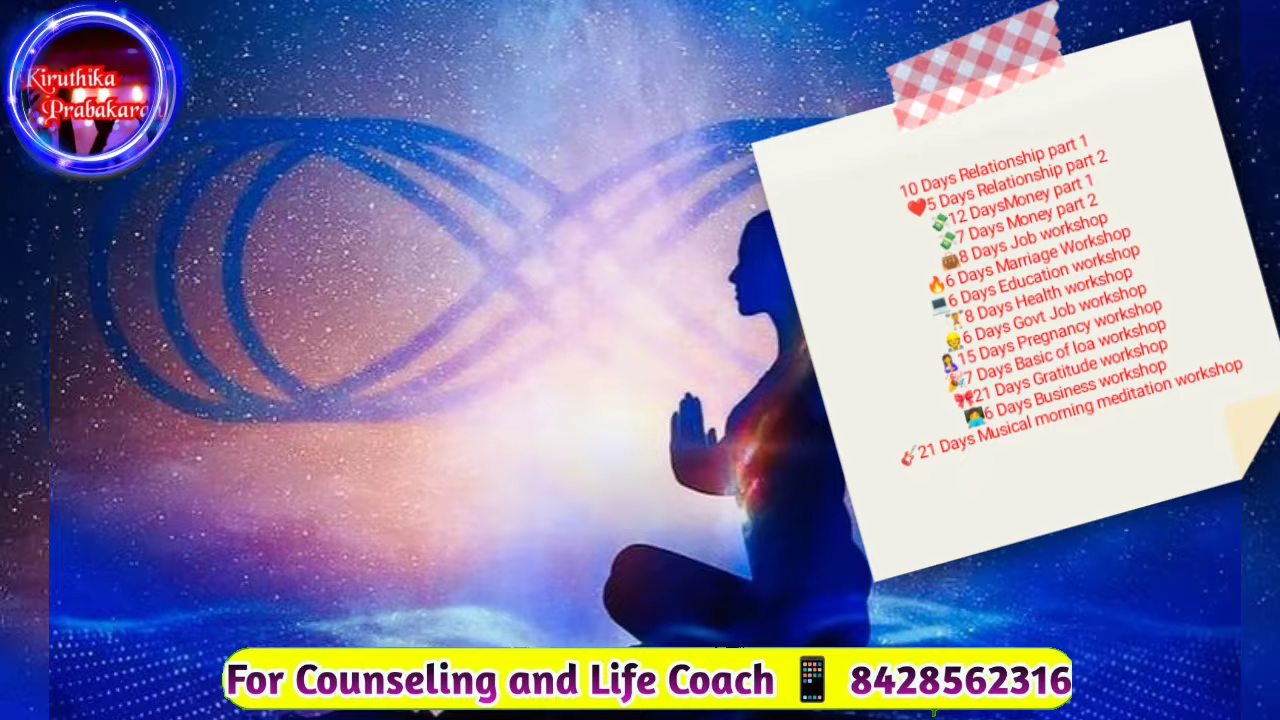 Kiruthika
Prabakaran
10 Days Relationship part 1
❤️5 Days Relationship part 2
💸12 DaysMoney part 1
💸7 Days Money part 2
💼8 Days Job workshop
🔥6 Days Marriage Workshop
💻6 Days Education workshop
🏋️8 Days Health workshop
👷6 Days Govt Job workshop
🤱15 Days Pregnancy workshop
🎉7 Days Basic of loa workshop
🎀21 Days Gratitude workshop
🧑‍💻6 Days Business workshop
🎸21 Days Musical morning meditation workshop
For Counseling and Life Coach 📱 8428562316